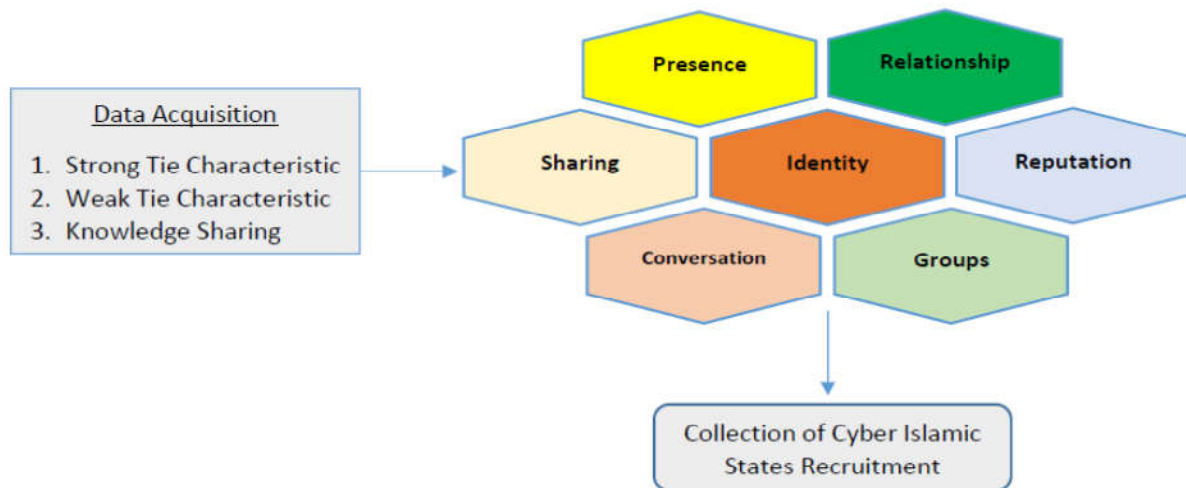 Data Acquisition
1. Strong Tie Characteristic
2. Weak Tie Characteristic
3. Knowledge Sharing
Presence
Relationship
Sharing
Identity
Reputation
Conversation
Groups
Collection of Cyber Islamic
States Recruitment